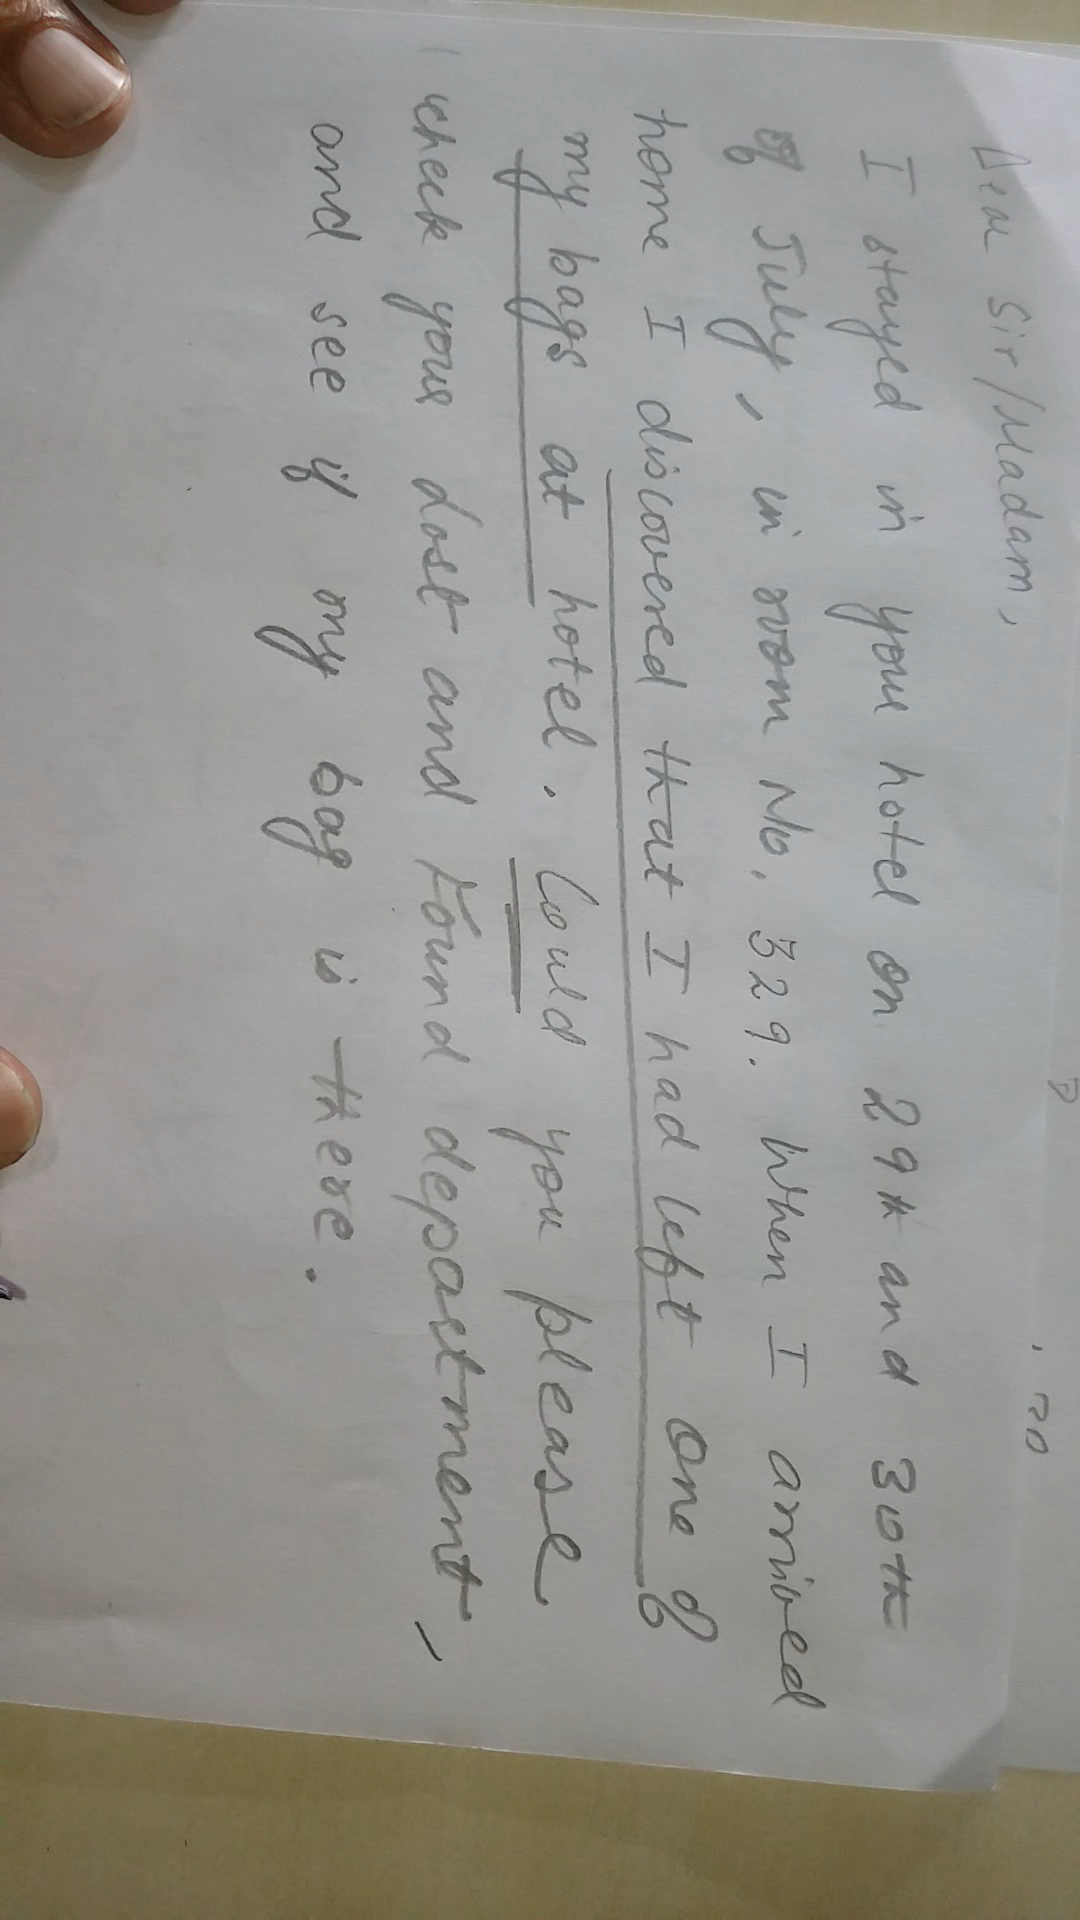 Dear Sir/Madam,
I stayed in your hotel on 29th and 30th
of July, in room No. 329. When I arrived
home I discovered that I had left one of
my bags at hotel. Could you please
check your Lost and Found department,
and see if my bag is there.